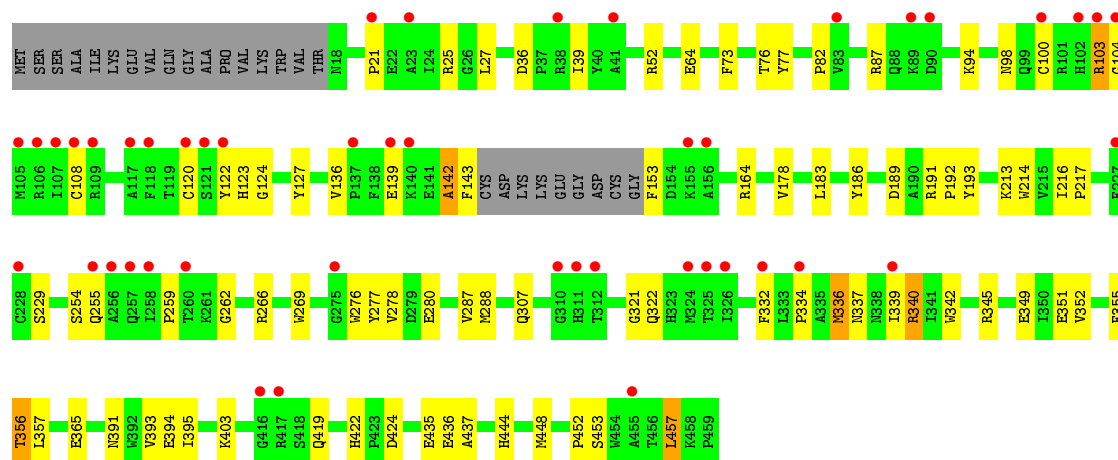 MET SER SER ALA ILE LYS GLU VAL GLN GLY ALA PRO VAL LYS TRP VAL THR N18 P21 E22 A23 I24 R25 G26 L27 D36 P37 R38 I39 Y40 A41 R52 E64 F73 T76 Y77 P82 V83 R87 Q88 K89 D90 K94 N98 Q99 C100 R101 H102 R103 G104
M105 R106 I107 C108 R109 A117 F118 T119 C120 S121 Y122 H123 G124 Y127 V136 P137 F138 E139 K140 E141 A142 F143 CYS ASP LYS LYS GLU GLY ASP CYS GLY F153 D154 K155 A156 R164 V178 L183 Y186 D189 A190 R191 P192 Y193 K213 W214 V215 I216 P217
C228 S229 S254 Q255 A256 Q257 I258 P259 T260 K261 G262 R266 W269 G275 W276 Y277 V278 D279 E280 V287 M288 Q307 G310 H311 T312 G321 Q322 H323 M324 T325 I326 F332 L333 P334 A335 M336 N337 N338 I339 R340 I341 W342 R345 E349 I350 E351 V352
T356 L357 E365 N391 W392 V393 E394 I395 K403 G416 R417 S418 Q419 H422 P423 D424 E435 E436 A437 H444 M448 P452 S453 W454 A455 T456 L457 K458 P459